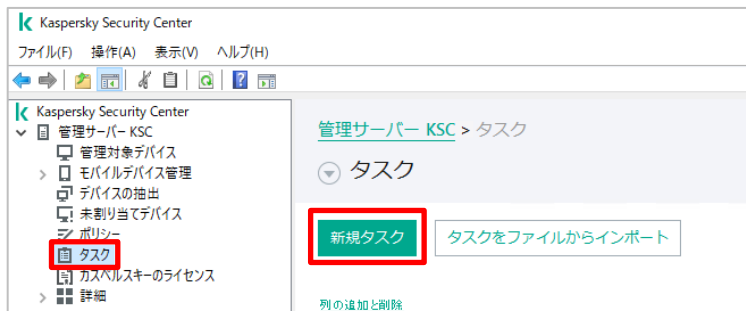 Kaspersky Security Center
ファイル(F) 操作(A) 表示(V) ヘルプ(H)
Kaspersky Security Center
管理サーバー KSC
管理対象デバイス
モバイルデバイス管理
デバイスの抽出
未割り当てデバイス
ポリシー
タスク
カスペルスキーのライセンス
詳細
管理サーバー KSC > タスク
タスク
新規タスク タスクをファイルからインポート
列の追加と削除